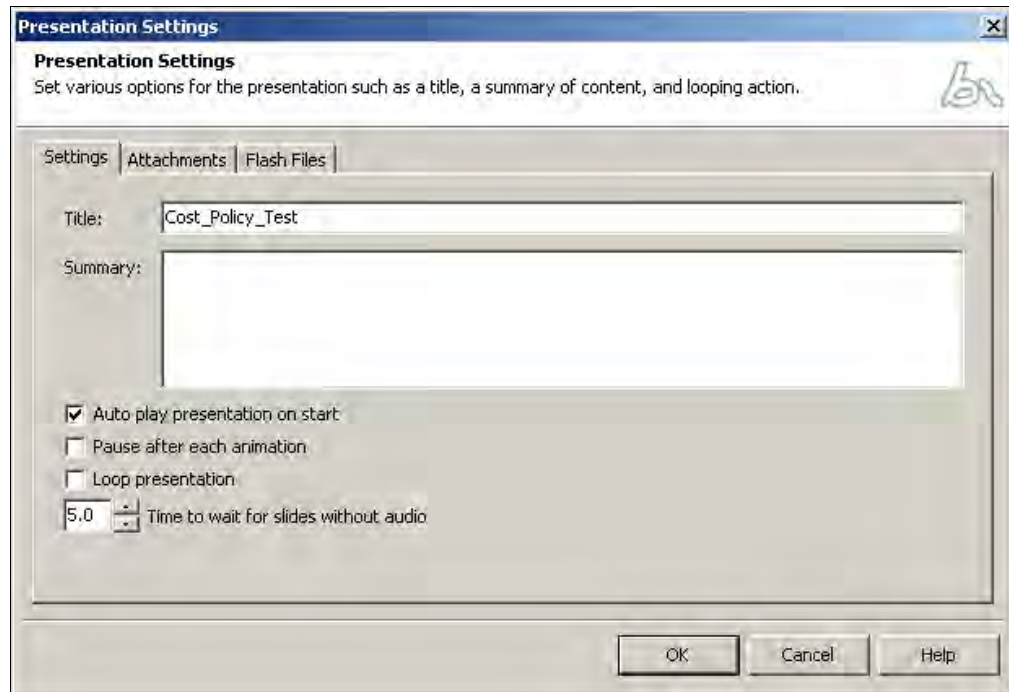 Presentation Settings
Presentation Settings
Set various options for the presentation such as a title, a summary of content, and looping action.
Settings Attachments Flash Files
Title: Cost_Policy_Test
Summary:
Auto play presentation on start
Pause after each animation
Loop presentation
5.0 Time to wait for slides without audio
OK Cancel Help